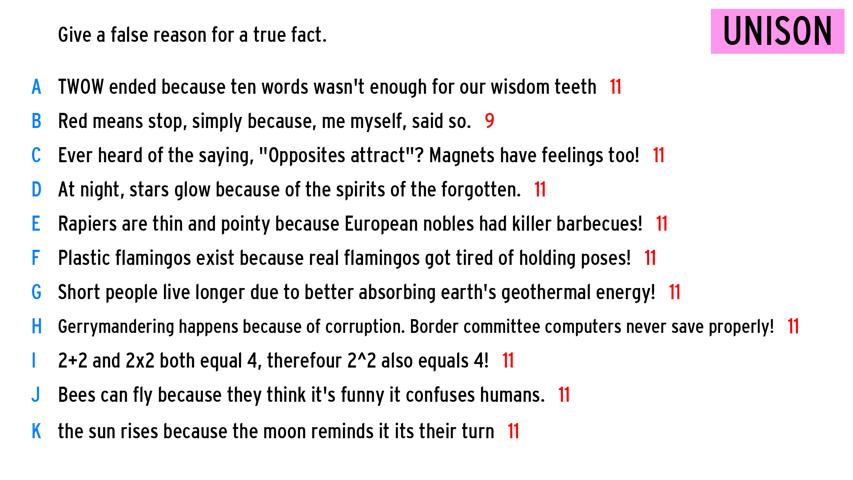 UNISON
Give a false reason for a true fact.
A TWOW ended because ten words wasn't enough for our wisdom teeth 11
B Red means stop, simply because, me myself, said so. 9
C Ever heard of the saying, "Opposites attract"? Magnets have feelings too! 11
D At night, stars glow because of the spirits of the forgotten. 11
E Rapiers are thin and pointy because European nobles had killer barbecues! 11
F Plastic flamingos exist because real flamingos got tired of holding poses! 11
G Short people live longer due to better absorbing earth's geothermal energy! 11
H Gerrymandering happens because of corruption. Border committee computers never save properly! 11
I 2+2 and 2x2 both equal 4, therefour 2^2 also equals 4! 11
J Bees can fly because they think it's funny it confuses humans. 11
K the sun rises because the moon reminds it its their turn 11